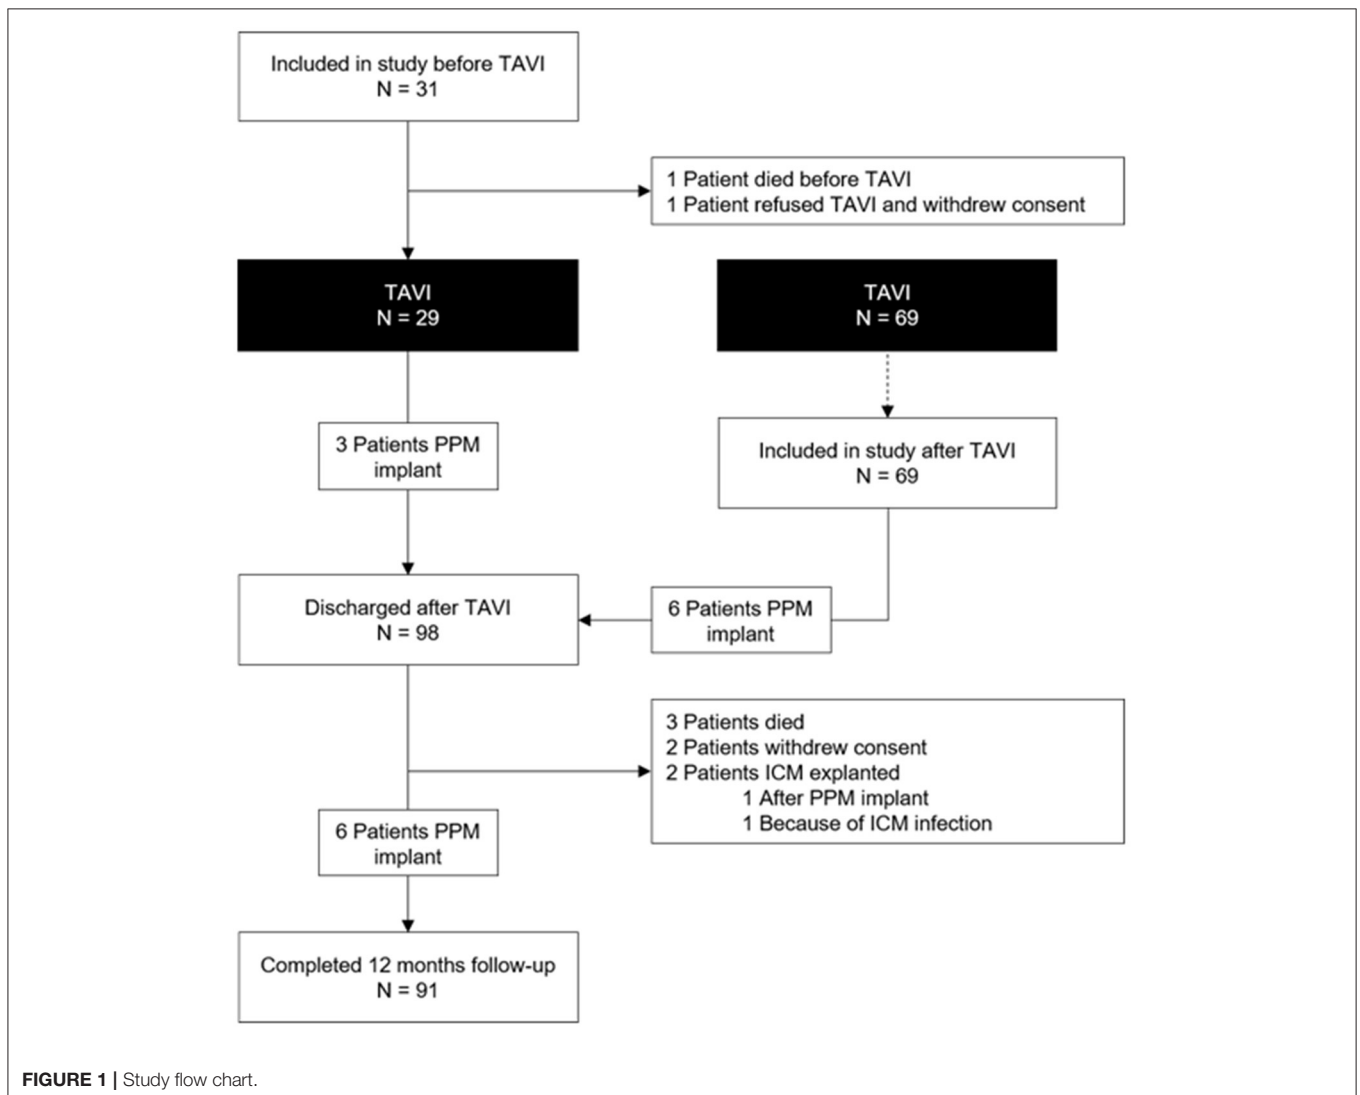 Included in study before TAVI
N = 31
1 Patient died before TAVI
1 Patient refused TAVI and withdrew consent
TAVI
N = 29
TAVI
N = 69
3 Patients PPM
implant
Included in study after TAVI
N = 69
Discharged after TAVI
N = 98
6 Patients PPM
implant
3 Patients died
2 Patients withdrew consent
2 Patients ICM explanted
1 After PPM implant
1 Because of ICM infection
6 Patients PPM
implant
Completed 12 months follow-up
N = 91
FIGURE 1 | Study flow chart.